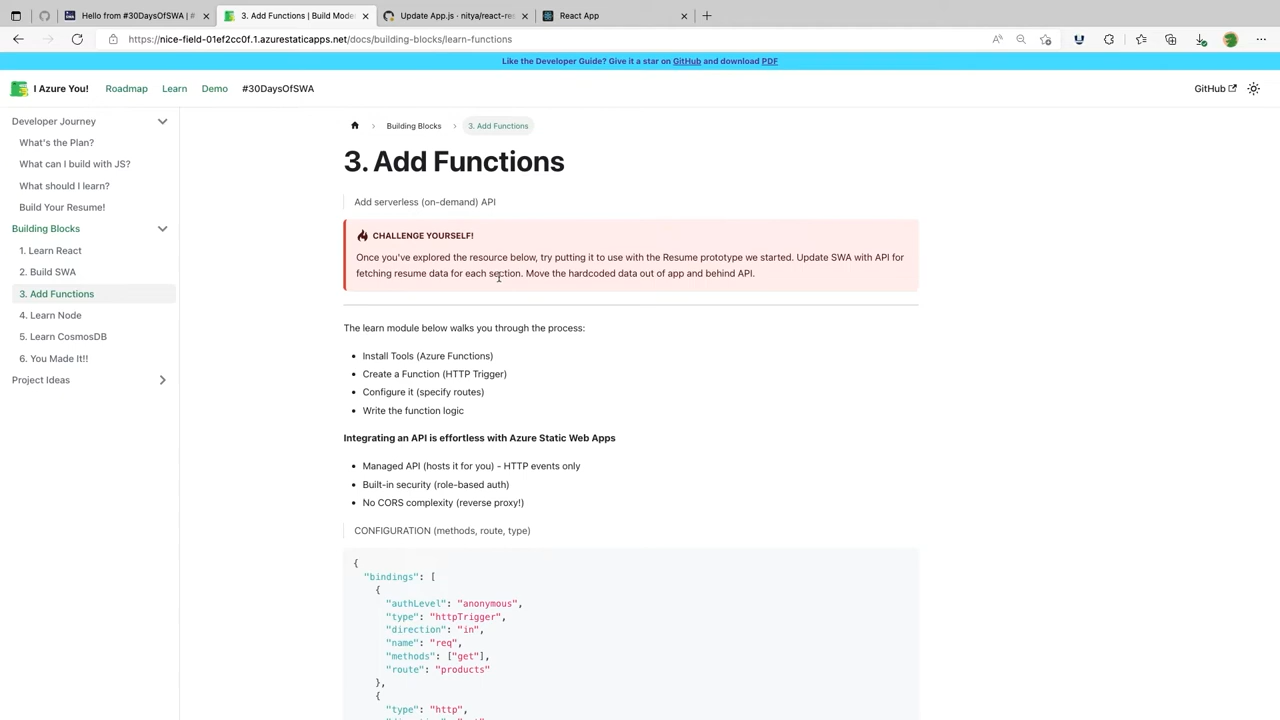 Hello from #30DaysOfSWA | #
3. Add Functions | Build Mode
Update App.js · nitya/react-res
React App
https://nice-field-01ef2cc0f.1.azurestaticapps.net/docs/building-blocks/learn-functions
Like the Developer Guide? Give it a star on GitHub and download PDF
I Azure You!
Roadmap
Learn
Demo
#30DaysOfSWA
GitHub
Developer Journey
What's the Plan?
What can I build with JS?
What should I learn?
Build Your Resume!
Building Blocks
1. Learn React
2. Build SWA
3. Add Functions
4. Learn Node
5. Learn CosmosDB
6. You Made It!!
Project Ideas
Building Blocks
3. Add Functions
3. Add Functions
Add serverless (on-demand) API
CHALLENGE YOURSELF!
Once you've explored the resource below, try putting it to use with the Resume prototype we started. Update SWA with API for
fetching resume data for each section. Move the hardcoded data out of app and behind API.
The learn module below walks you through the process:
• Install Tools (Azure Functions)
• Create a Function (HTTP Trigger)
• Configure it (specify routes)
• Write the function logic
Integrating an API is effortless with Azure Static Web Apps
• Managed API (hosts it for you) - HTTP events only
• Built-in security (role-based auth)
• No CORS complexity (reverse proxy!)
CONFIGURATION (methods, route, type)
{
"bindings": [
{
"authLevel": "anonymous",
"type": "httpTrigger",
"direction": "in",
"name": "req",
"methods": ["get"],
"route": "products"
},
{
"type": "http",